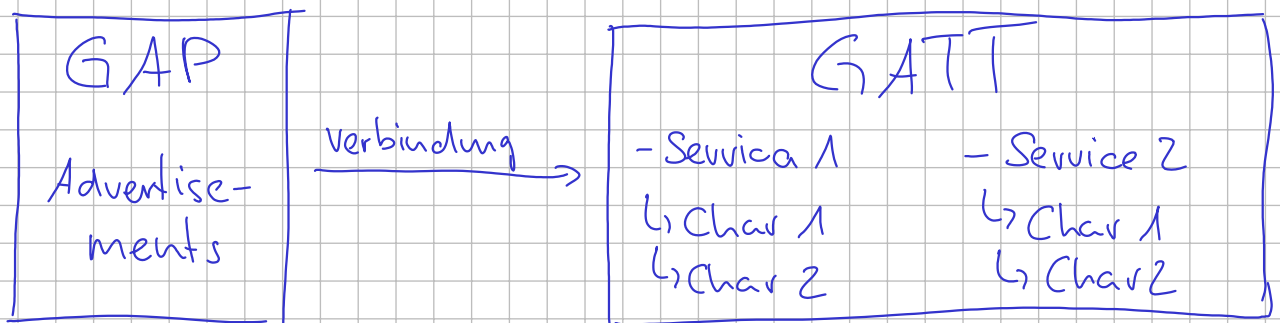 GAP
Advertise-
ments
Verbindung
GATT
- Service 1
↳ Char 1
↳ Char 2
- Service 2
↳ Char 1
↳ Char 2